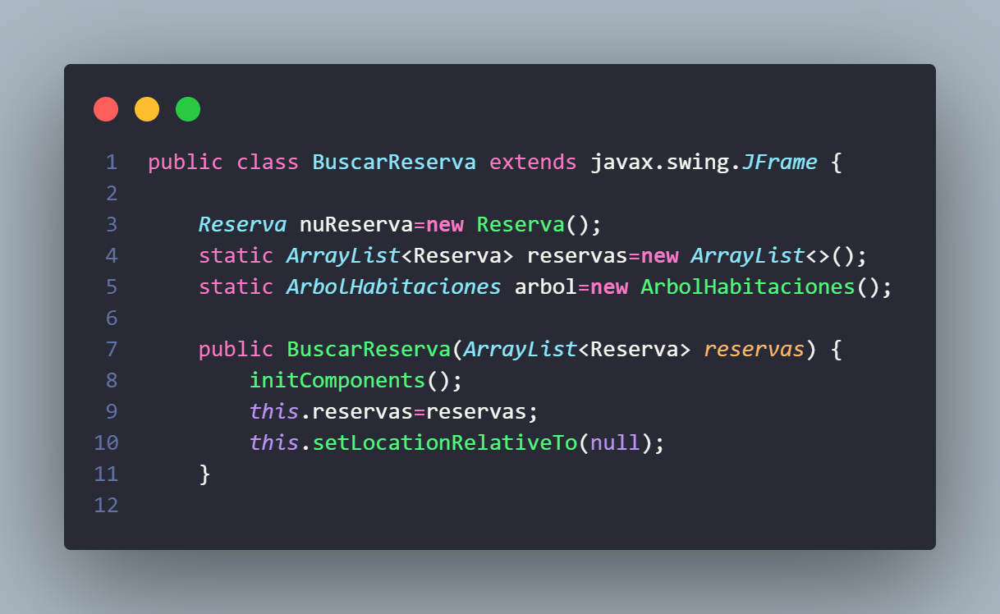 1 public class BuscarReserva extends javax.swing.JFrame {
2
3 Reserva nuReserva=new Reserva();
4 static ArrayList<Reserva> reservas=new ArrayList<>();
5 static ArbolHabitaciones arbol=new ArbolHabitaciones();
6
7 public BuscarReserva(ArrayList<Reserva> reservas) {
8 initComponents();
9 this.reservas=reservas;
10 this.setLocationRelativeTo(null);
11 }
12